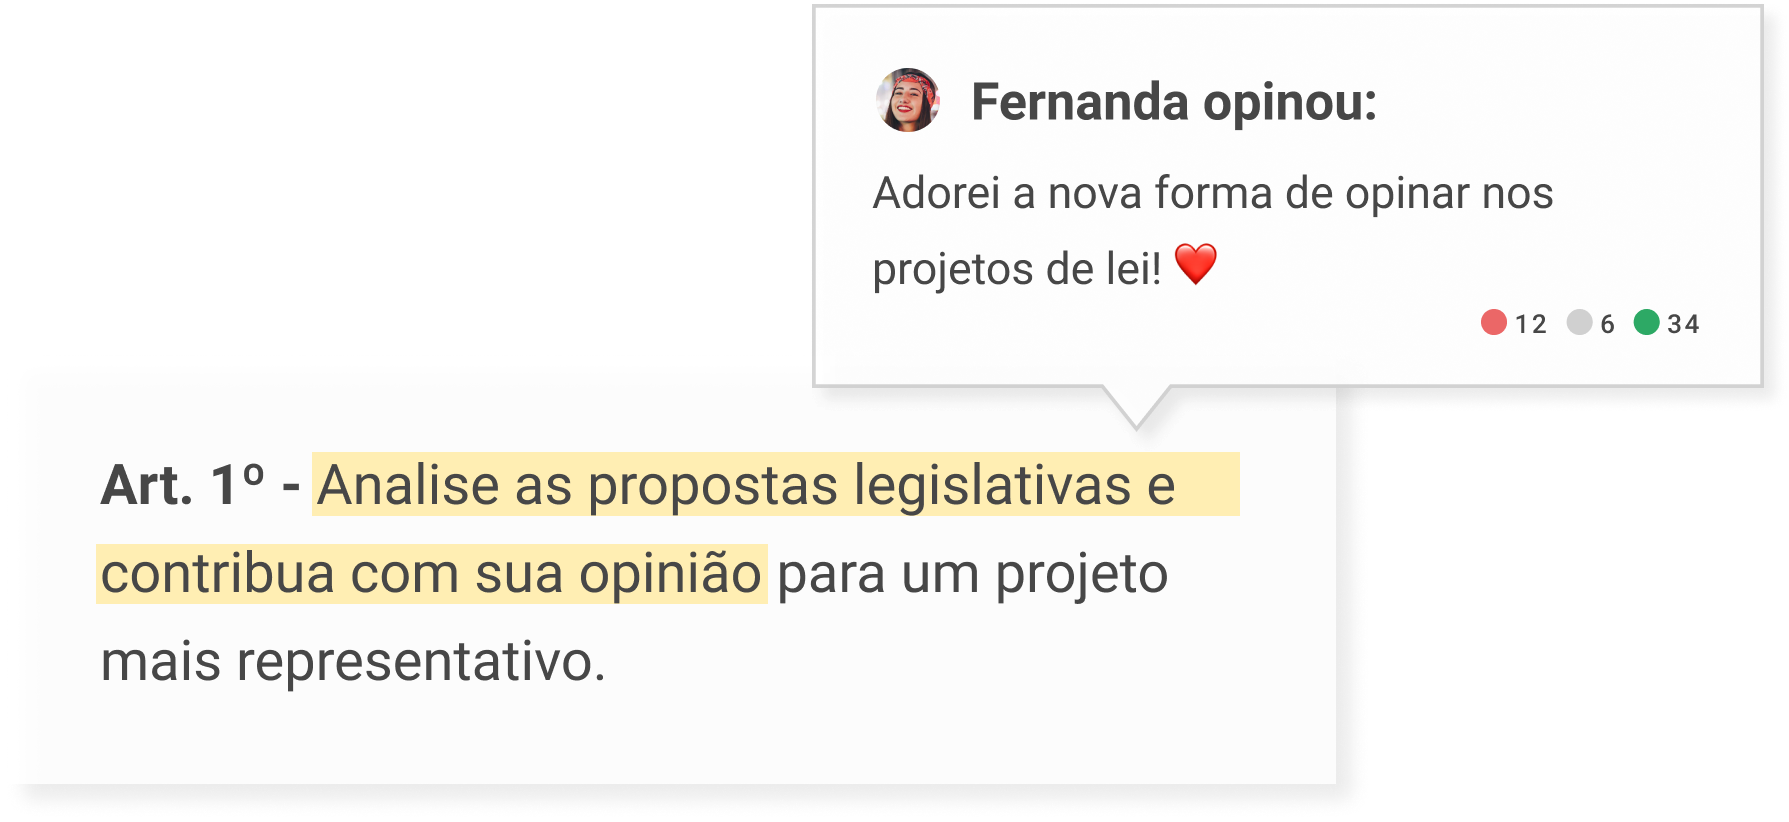 Fernanda opinou:
Adorei a nova forma de opinar nos
projetos de lei! ❤️
12 6 34
Art. 1º - Analise as propostas legislativas e
contribua com sua opinião para um projeto
mais representativo.